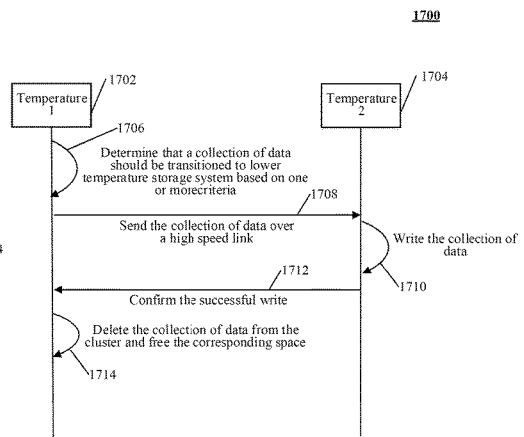 1700
1702
1704
Temperature
1
Temperature
2
1706
Determine that a collection of data
should be transitioned to lower
temperature storage system based on one
or morecriteria
1708
Send the collection of data over
a high speed link
Write the collection of
data
1710
1712
Confirm the successful write
Delete the collection of data from the
cluster and free the corresponding space
1714